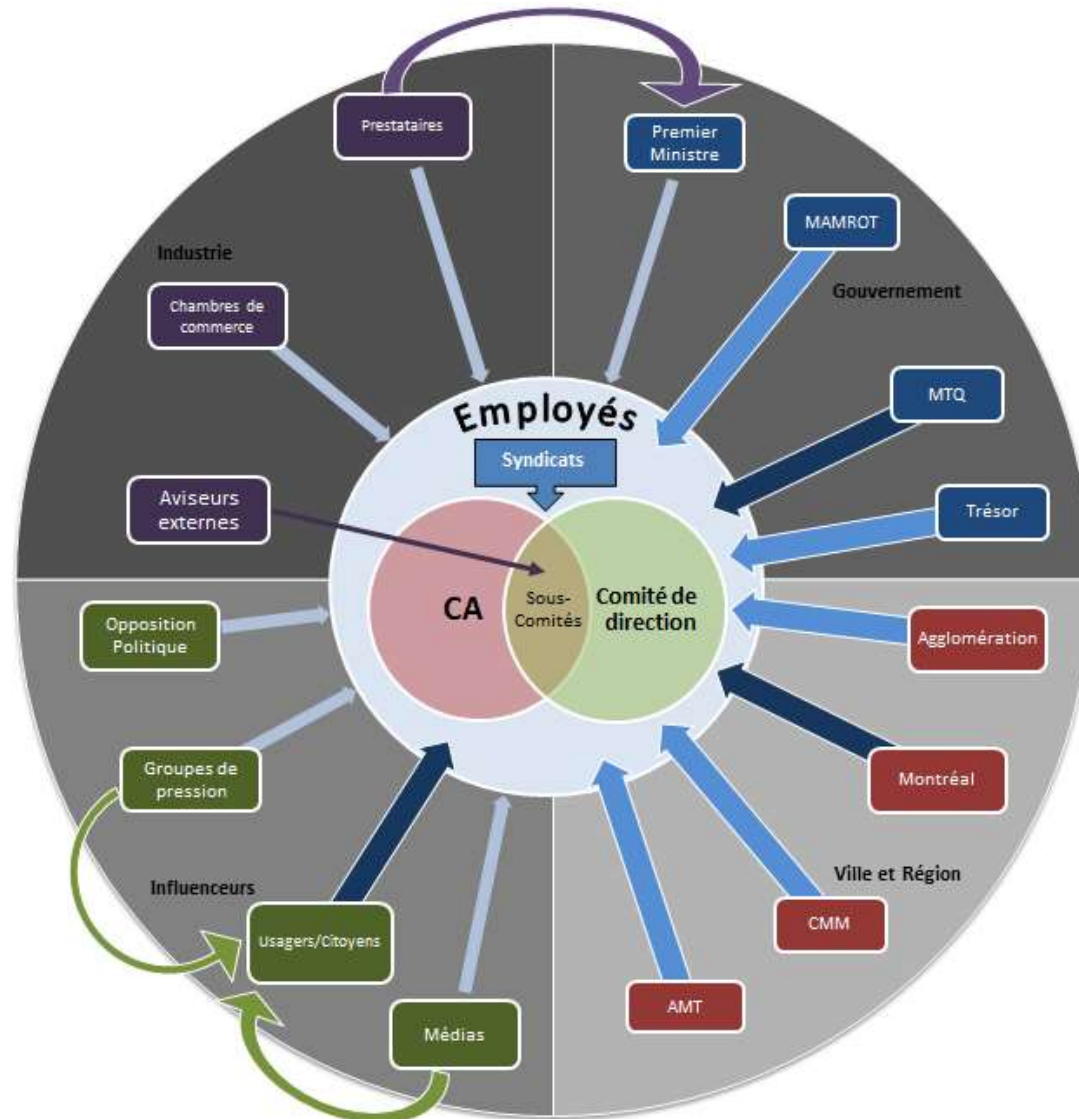 Prestataires
Premier
Ministre
MAMROT
Industrie
Gouvernement
Chambres de
commerce
MTQ
Employés
Syndicats
Aviseurs
externes
Trésor
CA
Sous-
Comités
Comité de
direction
Opposition
Politique
Agglomération
Groupes de
pression
Montréal
Influenceurs
Ville et Région
Usagers/Citoyens
CMM
Médias
AMT